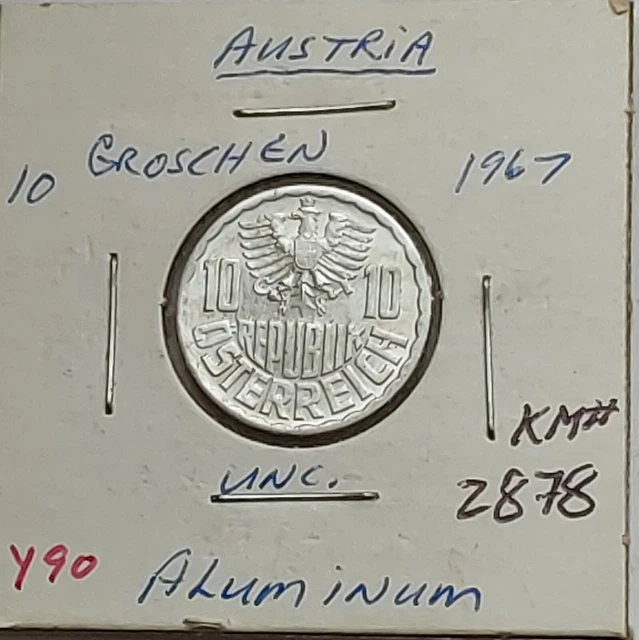 AUSTRIA
10 GROSCHEN 1967
10 10
REPUBLIK
ÖSTERREICH
KM#
UNC. 2878
Y90 ALUMINUM